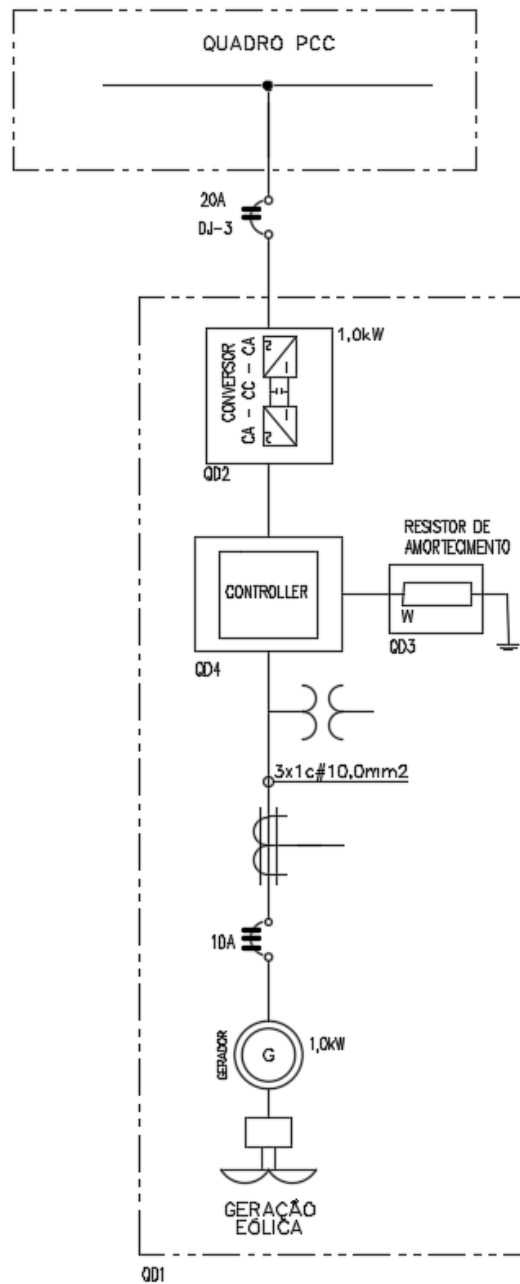 QUADRO PCC
20A
DJ-3
1,0kW
CONVERSOR
CA - CC - CA
QD2
RESISTOR DE
AMORTECIMENTO
CONTROLLER
W
QD3
QD4
3x1c#10,0mm2
10A
GERADOR
G
1,0kW
GERAÇÃO
EÓLICA
QD1